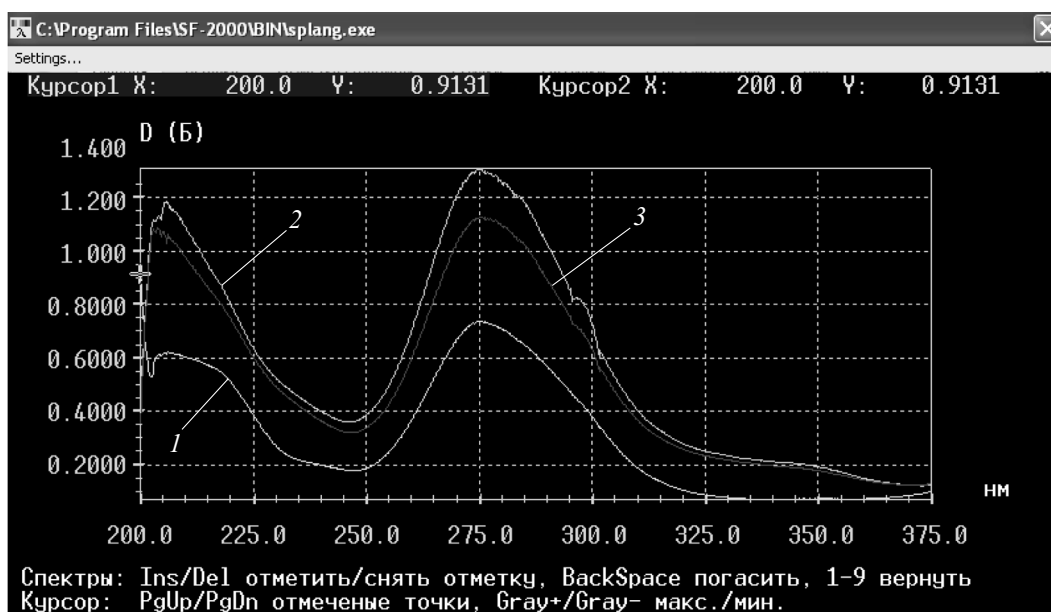 C:\Program Files\SF-2000\BIN\splang.exe
Settings...
Курсор1 X: 200.0 Y: 0.9131 Курсор2 X: 200.0 Y: 0.9131
D (Б)
1.400
1.200
1.000
0.8000
0.6000
0.4000
0.2000
2
3
1
нм
200.0 225.0 250.0 275.0 300.0 325.0 350.0 375.0
Спектры: Ins/Del отметить/снять отметку, BackSpace погасить, 1-9 вернуть
Курсор: PgUp/PgDn отмеченые точки, Gray+/Gray- макс./мин.